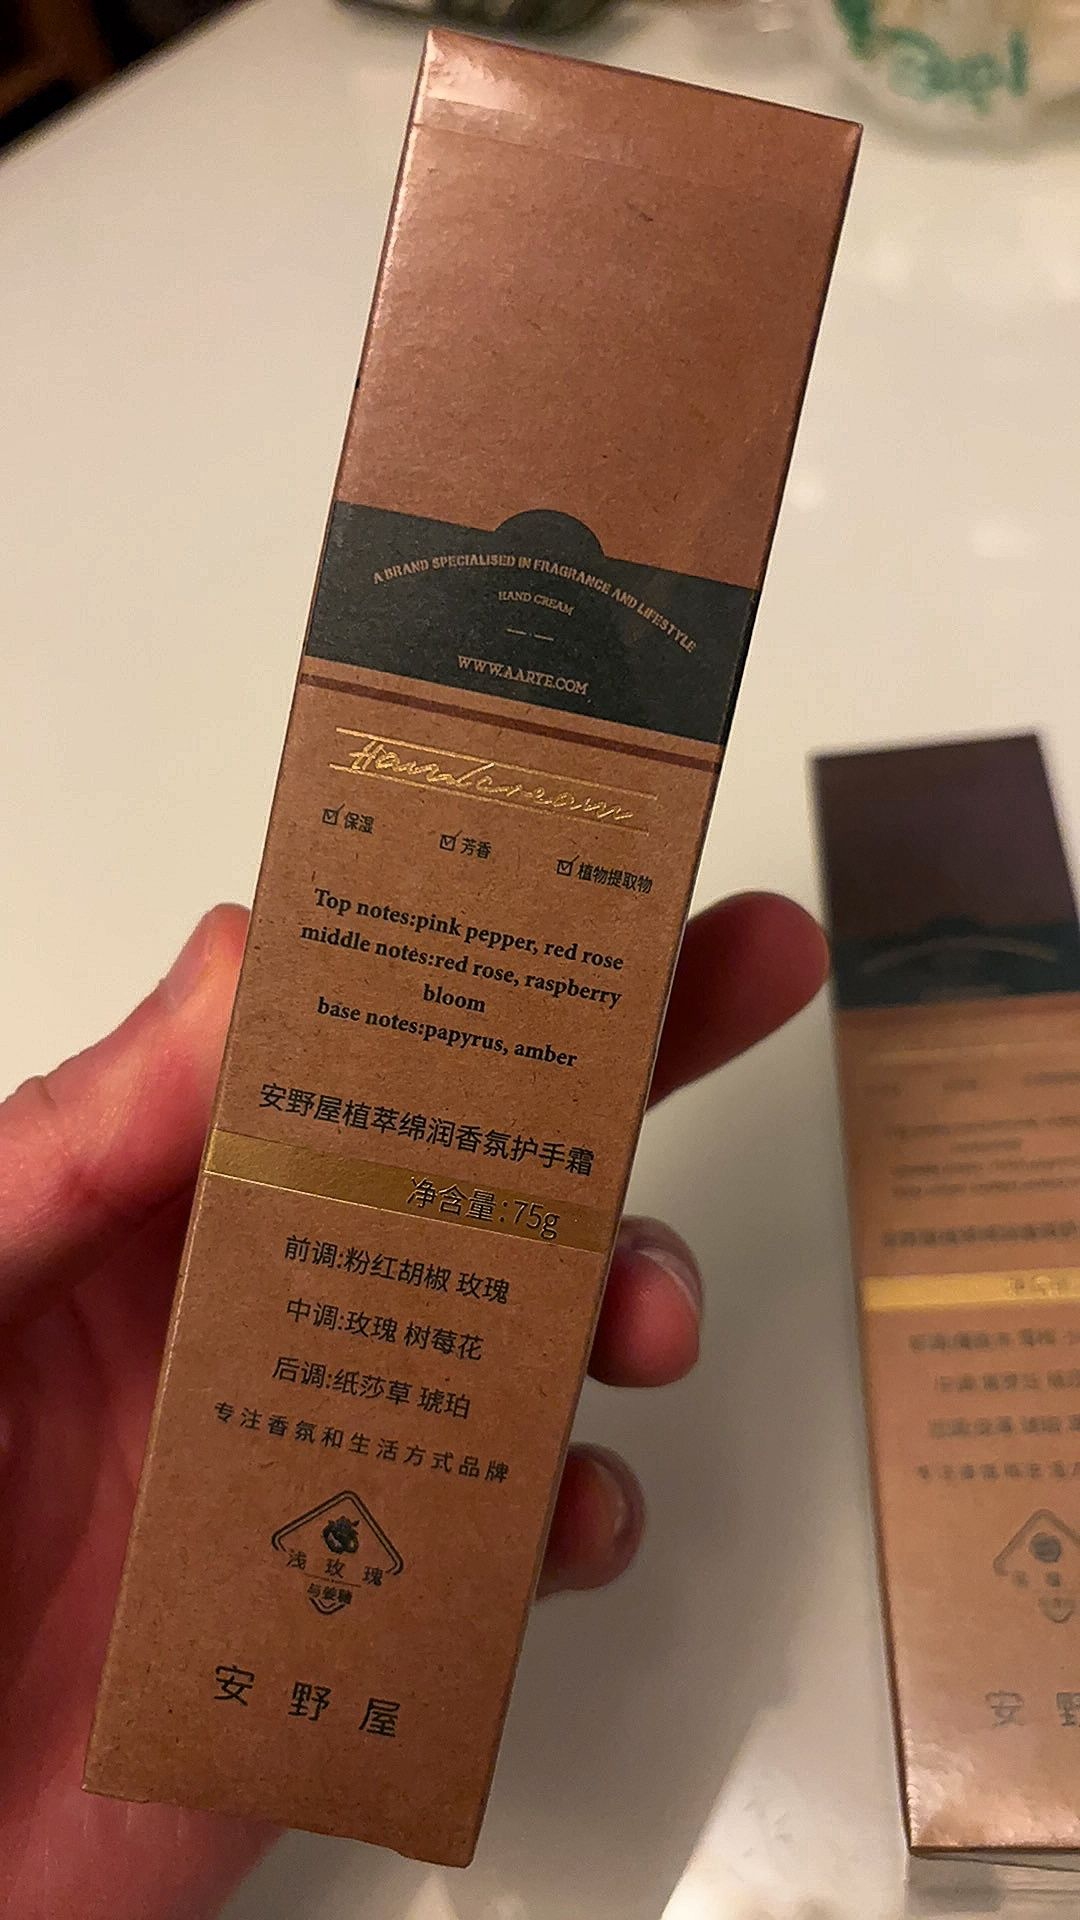 A BRAND SPECIALISED IN FRAGRANCE AND LIFESTYLE
HAND CREAM
WWW.AARYE.COM
Handcream
保湿 芳香 植物提取物
Top notes:pink pepper, red rose
middle notes:red rose, raspberry
bloom
base notes:papyrus, amber
安野屋植萃绵润香氛护手霜
净含量:75g
前调:粉红胡椒 玫瑰
中调:玫瑰 树莓花
后调:纸莎草 琥珀
专注香氛和生活方式品牌
浅玫瑰
安野屋
安野